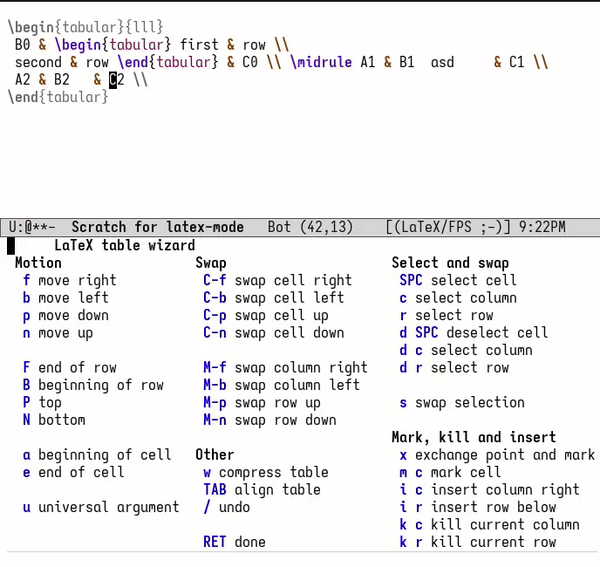 \begin{tabular}{lll}
B0 & \begin{tabular} first & row \\
second & row \end{tabular} & C0 \\ \midrule A1 & B1 asd & C1 \\
A2 & B2 & C2 \\
\end{tabular}
U:@**- Scratch for latex-mode Bot (42,13) [(LaTeX/FPS ;-)] 9:22PM
LaTeX table wizard
Motion Swap Select and swap
f move right C-f swap cell right SPC select cell
b move left C-b swap cell left c select column
p move down C-p swap cell up r select row
n move up C-n swap cell down d SPC deselect cell
d c select column
F end of row M-f swap column right d r select row
B beginning of row M-b swap column left
P top M-p swap row up s swap selection
N bottom M-n swap row down
Mark, kill and insert
a beginning of cell Other x exchange point and mark
e end of cell w compress table m c mark cell
TAB align table i c insert column right
u universal argument / undo i r insert row below
k c kill current column
RET done k r kill current row